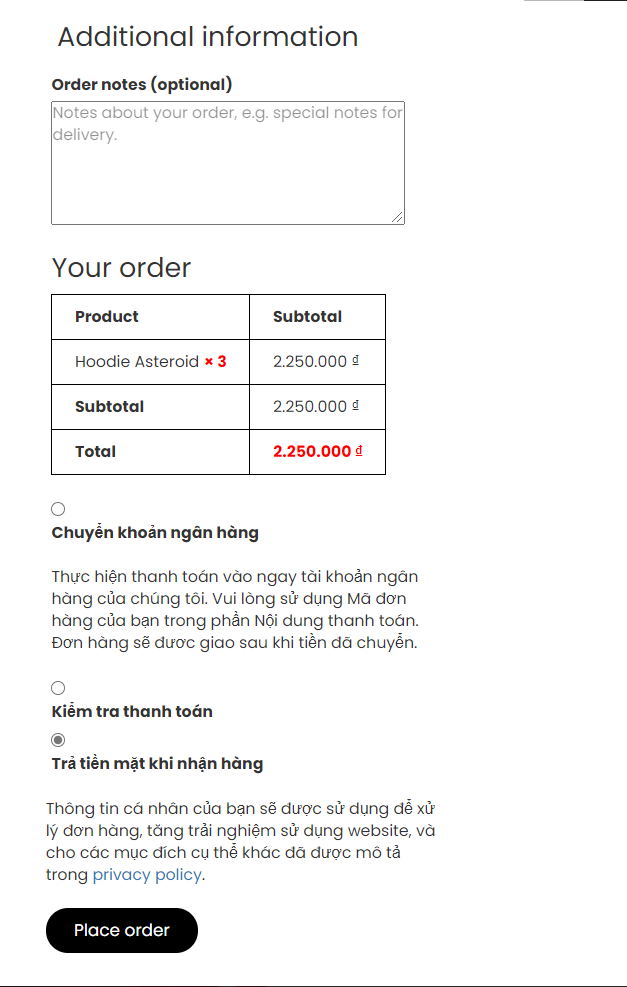 Additional information
Order notes (optional)
Notes about your order, e.g. special notes for
delivery.
Your order
Product Subtotal
Hoodie Asteroid × 3 2.250.000 ₫
Subtotal 2.250.000 ₫
Total 2.250.000 ₫
Chuyển khoản ngân hàng
Thực hiện thanh toán vào ngay tài khoản ngân
hàng của chúng tôi. Vui lòng sử dụng Mã đơn
hàng của bạn trong phần Nội dung thanh toán.
Đơn hàng sẽ đươc giao sau khi tiền đã chuyển.
Kiểm tra thanh toán
Trả tiền mặt khi nhận hàng
Thông tin cá nhân của bạn sẽ được sử dụng để xử
lý đơn hàng, tăng trải nghiệm sử dụng website, và
cho các mục đích cụ thể khác đã được mô tả
trong privacy policy.
Place order